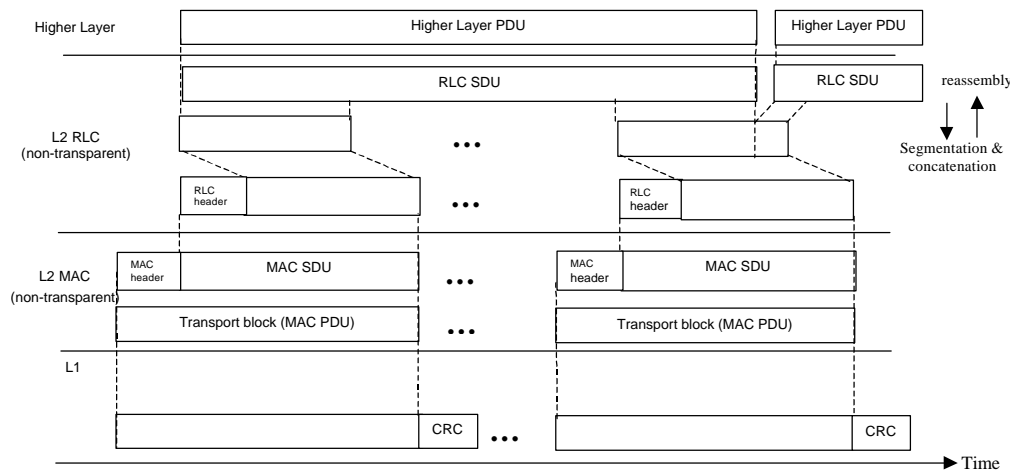 Higher Layer
Higher Layer PDU
Higher Layer PDU
RLC SDU
RLC SDU
reassembly
L2 RLC
(non-transparent)
...
Segmentation &
concatenation
RLC
header
...
RLC
header
L2 MAC
(non-transparent)
MAC
header
MAC SDU
...
MAC
header
MAC SDU
Transport block (MAC PDU)
...
Transport block (MAC PDU)
L1
CRC
...
CRC
Time